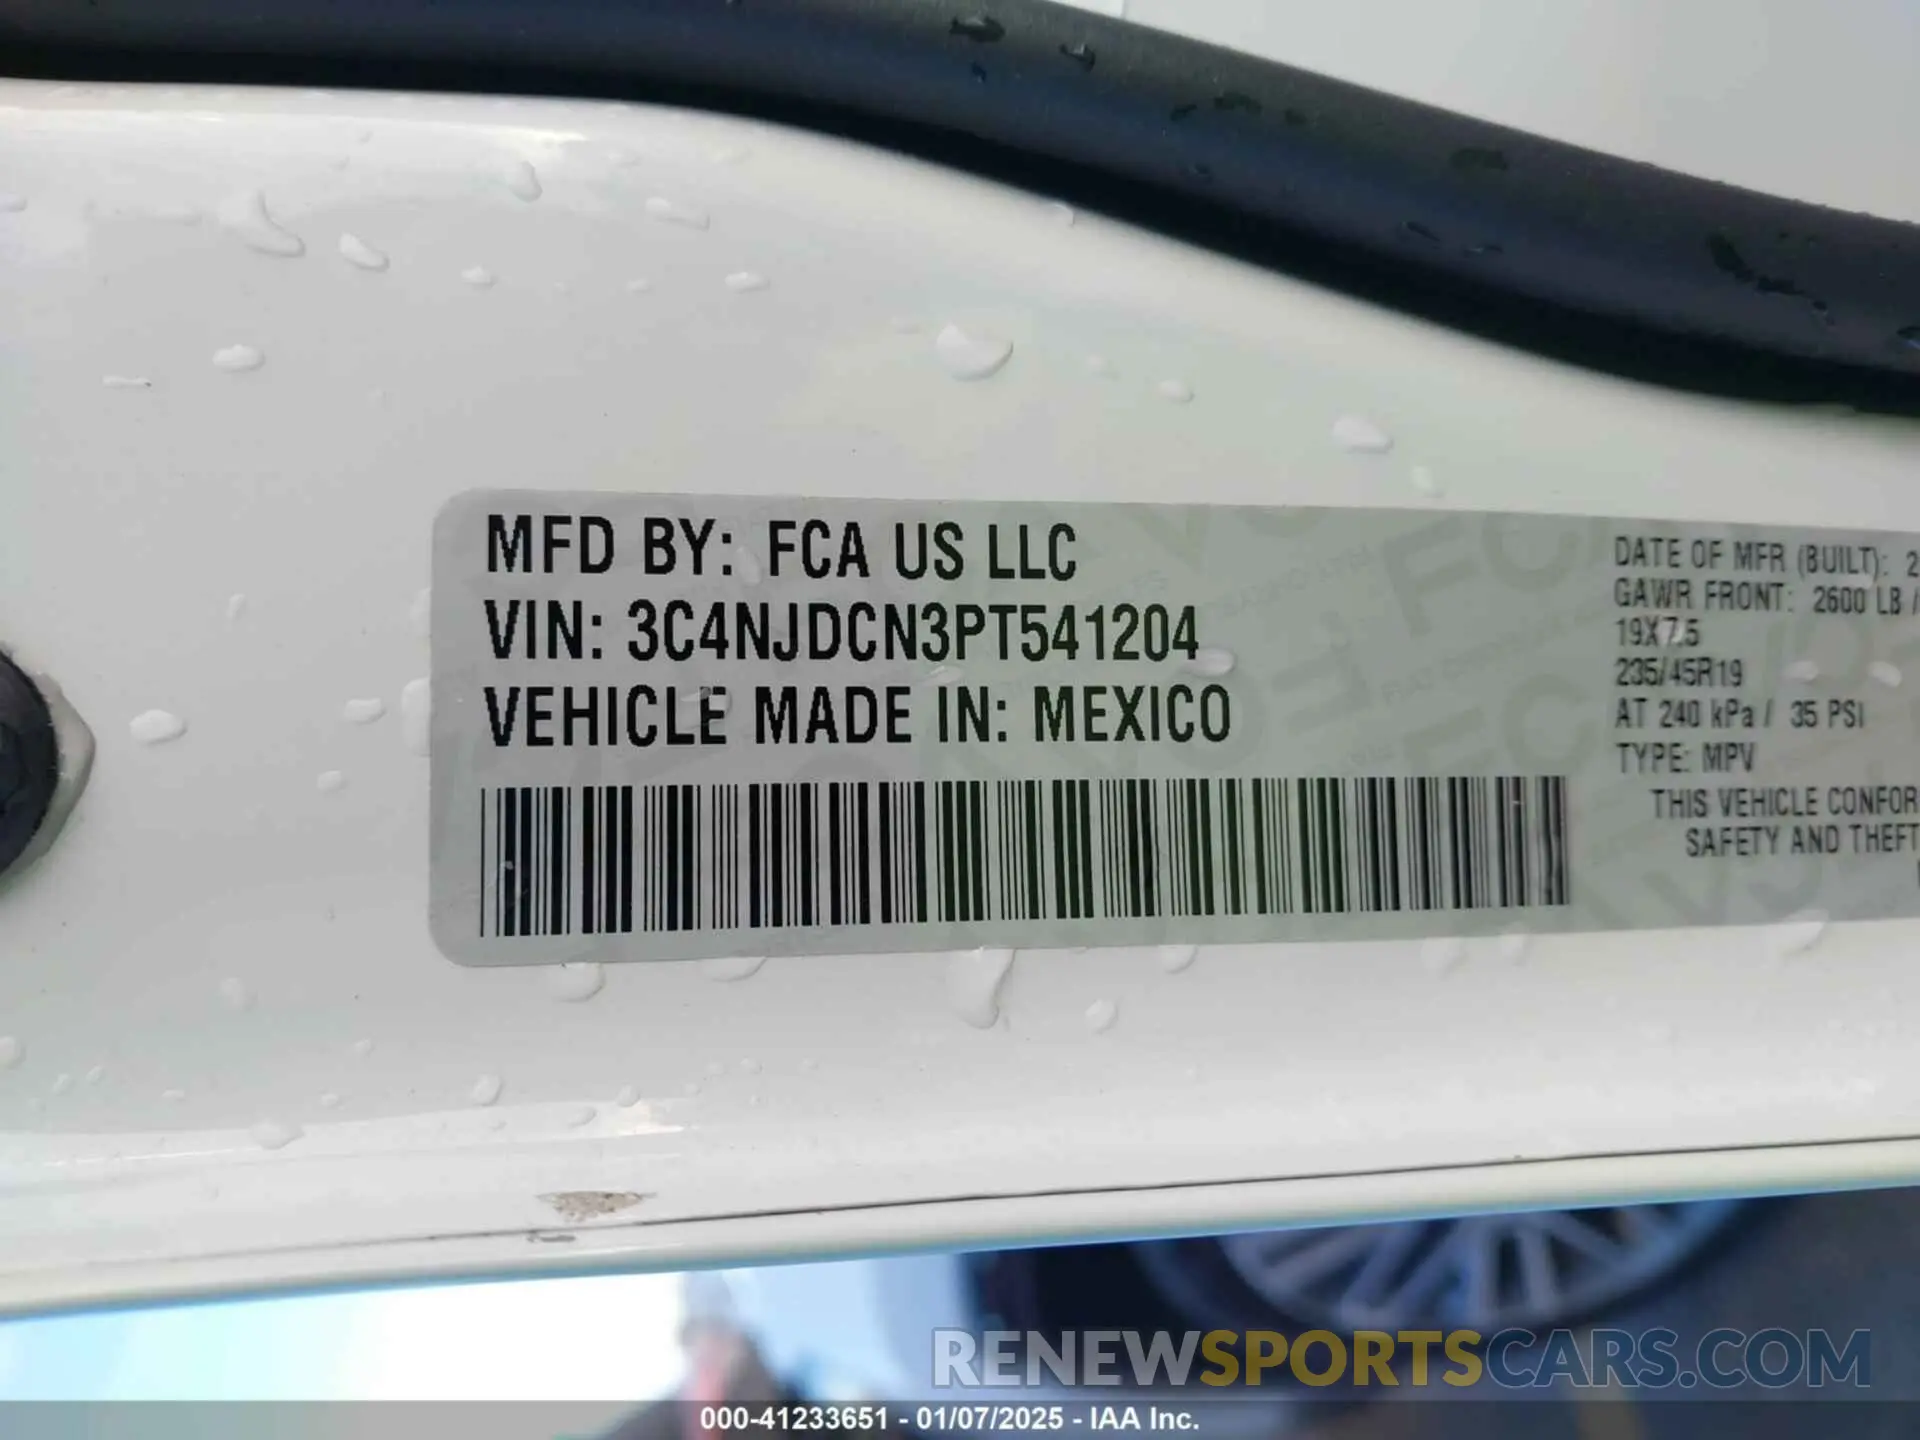 MFD BY: FCA US LLC
VIN: 3C4NJDCN3PT541204
VEHICLE MADE IN: MEXICO
DATE OF MFR (BUILT): 2
GAWR FRONT: 2600 LB /
19X7.5
235/45R19
AT 240 kPa / 35 PSI
TYPE: MPV
THIS VEHICLE CONFOR
SAFETY AND THEFT
RENEWSPORTSCARS.COM
000-41233651 - 01/07/2025 - IAA Inc.